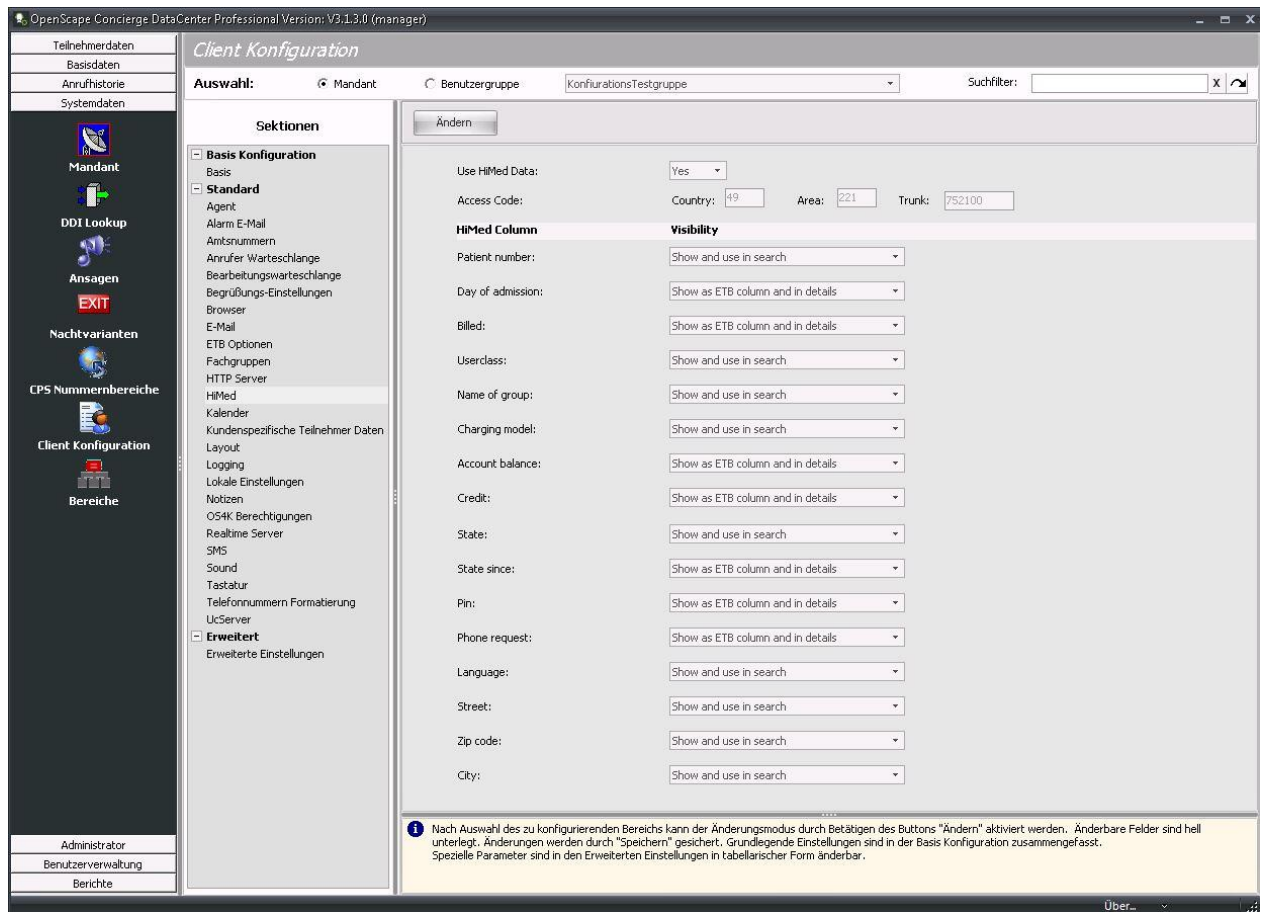 OpenScape Concierge DataCenter Professional Version: V3.1.3.0 (manager)
Teilnehmerdaten
Basisdaten
Anrufhistorie
Systemdaten
Mandant
DDI Lookup
Ansagen
EXIT
Nachtvarianten
CPS Nummernbereiche
Client Konfiguration
Bereiche
Administrator
Benutzerverwaltung
Berichte
Client Konfiguration
Auswahl: Mandant Benutzergruppe KonfiurationsTestgruppe Suchfilter: X
Sektionen
Basis Konfiguration
Basis
Standard
Agent
Alarm E-Mail
Amtsnummern
Anrufer Warteschlange
Bearbeitungswarteschlange
Begrüßungs-Einstellungen
Browser
E-Mail
ETB Optionen
Fachgruppen
HTTP Server
HiMed
Kalender
Kundenspezifische Teilnehmer Daten
Layout
Logging
Lokale Einstellungen
Notizen
OS4K Berechtigungen
Realtime Server
SMS
Sound
Tastatur
Telefonnummern Formatierung
UcServer
Erweitert
Erweiterte Einstellungen
Ändern
Use HiMed Data: Yes
Access Code: Country: 49 Area: 221 Trunk: 752100
HiMed Column Visibility
Patient number: Show and use in search
Day of admission: Show as ETB column and in details
Billed: Show as ETB column and in details
Userclass: Show and use in search
Name of group: Show and use in search
Charging model: Show and use in search
Account balance: Show as ETB column and in details
Credit: Show as ETB column and in details
State: Show and use in search
State since: Show as ETB column and in details
Pin: Show as ETB column and in details
Phone request: Show as ETB column and in details
Language: Show and use in search
Street: Show and use in search
Zip code: Show and use in search
City: Show and use in search
Nach Auswahl des zu konfigurierenden Bereichs kann der Änderungsmodus durch Betätigen des Buttons "Ändern" aktiviert werden. Änderbare Felder sind hell
unterlegt. Änderungen werden durch "Speichern" gesichert. Grundlegende Einstellungen sind in der Basis Konfiguration zusammengefasst.
Spezielle Parameter sind in den Erweiterten Einstellungen in tabellarischer Form änderbar.
Über...